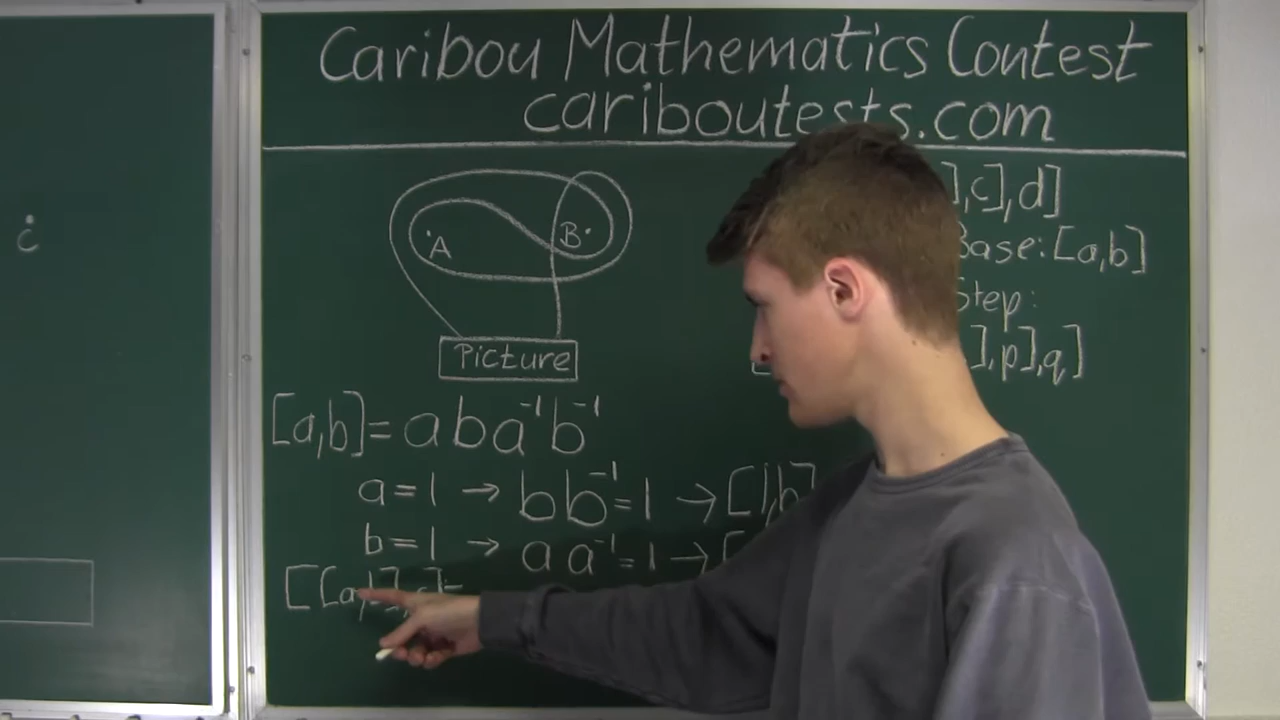 Caribou Mathematics Contest
cariboutests.com
A
B
Picture
],c],d]
Base:[a,b]
Step:
],p],q]
[a,b]=aba⁻¹b⁻¹
a=1 → bb⁻¹=1 → [1,b]
b=1 → aa⁻¹=1 → [
[[a,b],c]=